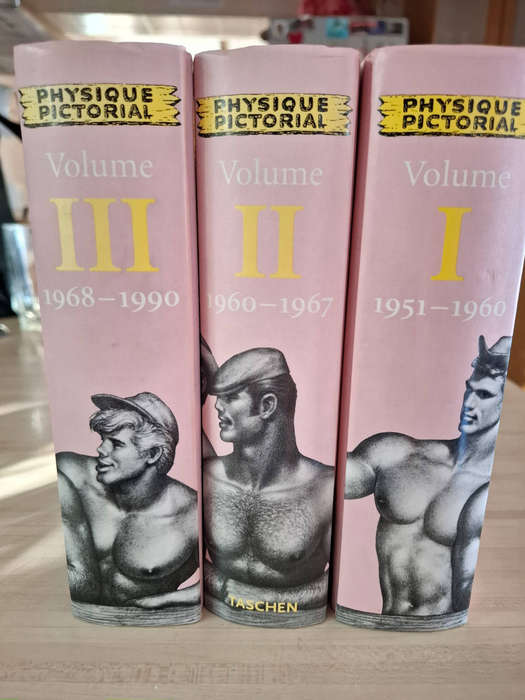 PHYSIQUE
PICTORIAL
Volume
III
1968–1990
PHYSIQUE
PICTORIAL
Volume
II
1960–1967
TASCHEN
PHYSIQUE
PICTORIAL
Volume
I
1951–1960